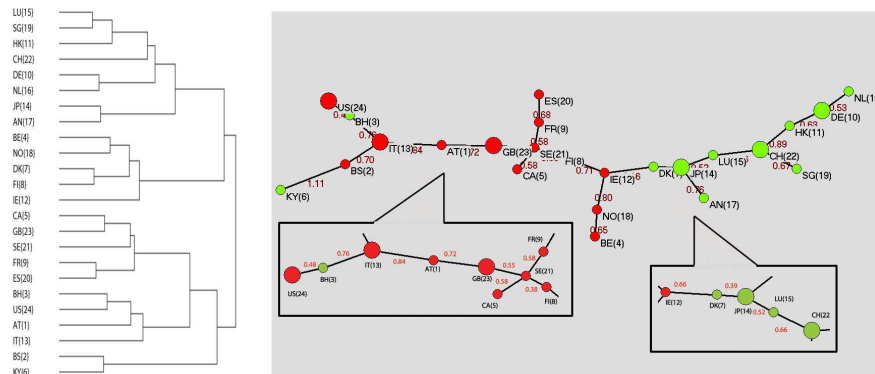 LU(15)
SG(19)
HK(11)
CH(22)
DE(10)
NL(16)
JP(14)
AN(17)
BE(4)
NO(18)
DK(7)
FI(8)
IE(12)
CA(5)
GB(23)
SE(21)
FR(9)
ES(20)
BH(3)
US(24)
AT(1)
IT(13)
BS(2)
KY(6)
US(24)
BH(3)
0.76
IT(13)
0.70
BS(2)
1.11
KY(6)
AT(1)
GB(23)
ES(20)
0.68
FR(9)
0.58
SE(21)
0.58
CA(5)
FI(8)
0.71
IE(12)
0.80
NO(18)
0.65
BE(4)
JP(14)
0.76
AN(17)
LU(15)
0.89
CH(22)
SG(19)
HK(11)
0.53
DE(10)
US(24)
0.48
BH(3)
0.76
IT(13)
0.84
AT(1)
0.72
GB(23)
0.55
CA(5)
0.58
FR(9)
0.58
SE(21)
0.38
FI(8)
IE(12)
0.66
DK(7)
0.39
JP(14)
LU(15)
0.52
0.66
CH(22